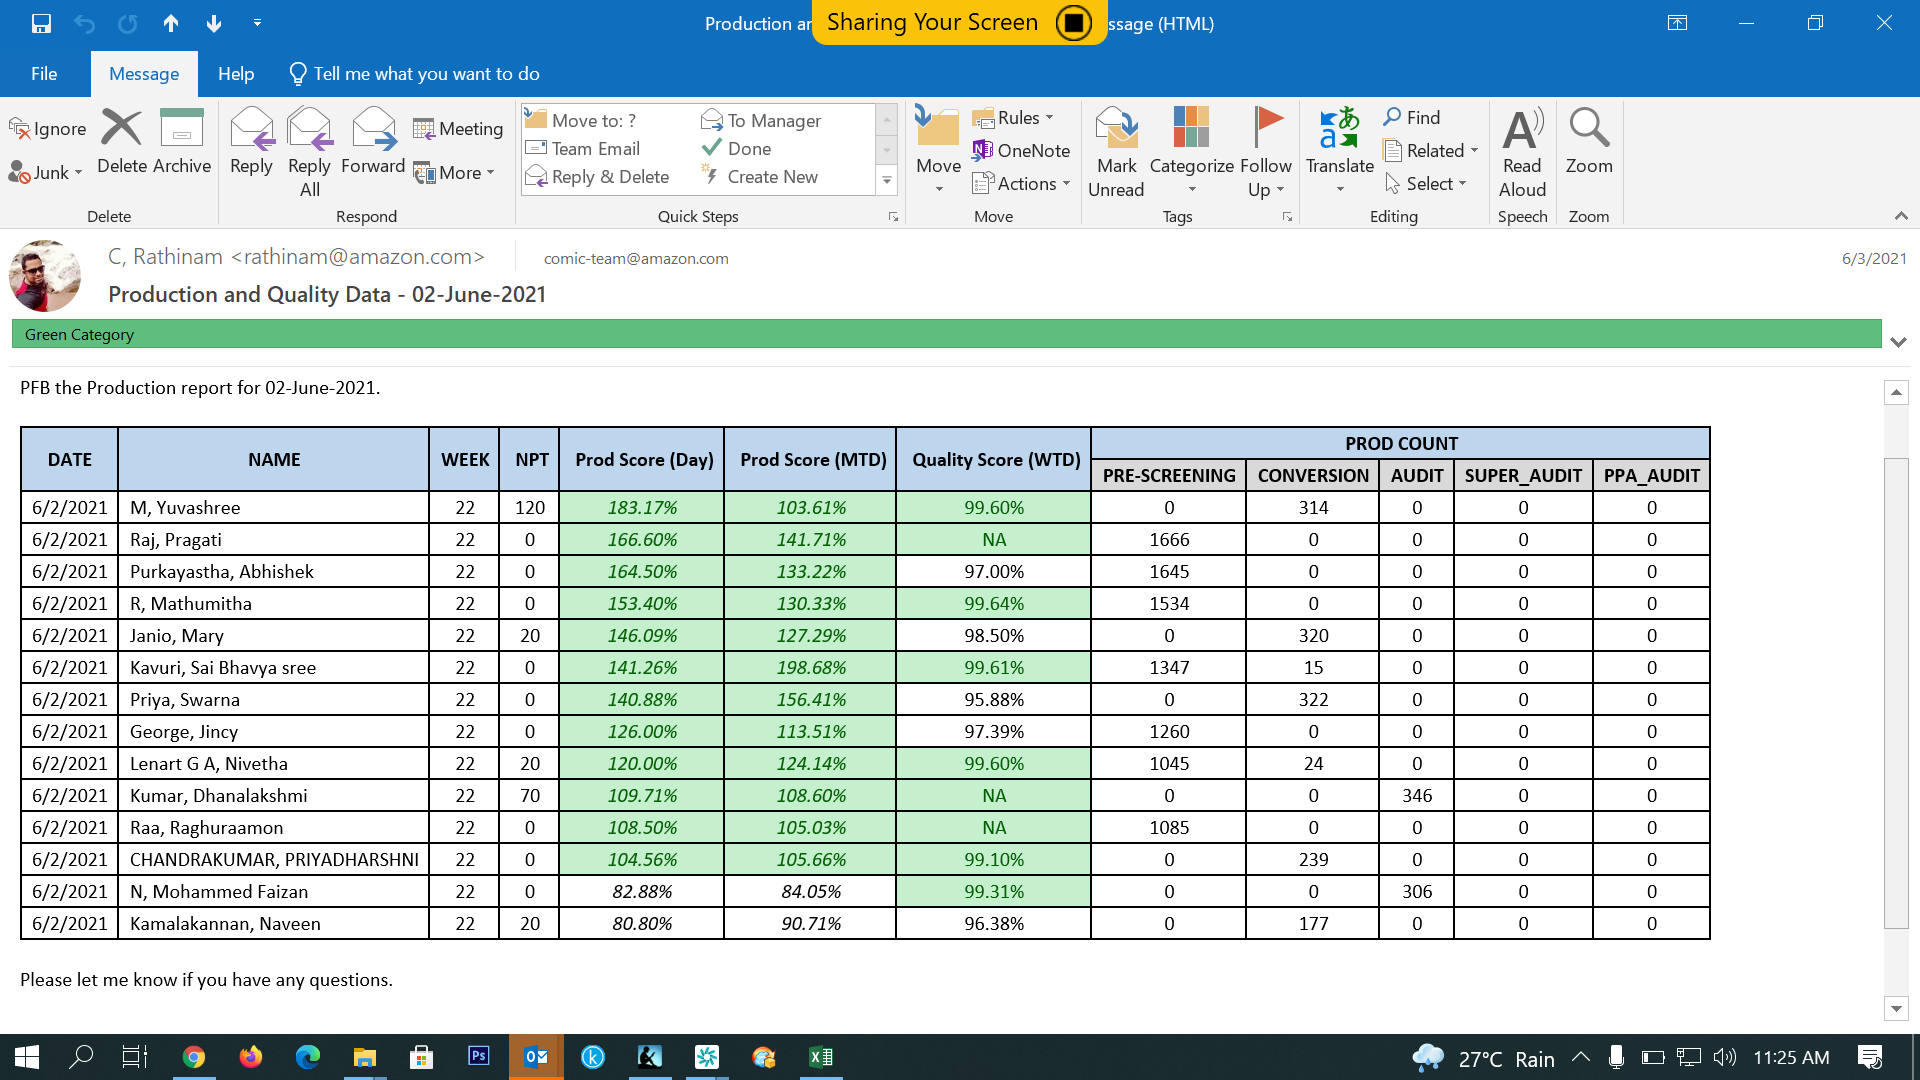 Production ar
Sharing Your Screen
ssage (HTML)
File
Message
Help
Tell me what you want to do
Ignore
Junk
Delete
Archive
Delete
Reply
Reply All
Forward
Meeting
More
Respond
Move to: ?
To Manager
Team Email
Done
Reply & Delete
Create New
Quick Steps
Move
Rules
OneNote
Actions
Move
Mark Unread
Categorize
Follow Up
Tags
Translate
Find
Related
Select
Editing
Read Aloud
Speech
Zoom
Zoom
C, Rathinam <rathinam@amazon.com>
comic-team@amazon.com
6/3/2021
Production and Quality Data - 02-June-2021
Green Category
PFB the Production report for 02-June-2021.
DATE NAME WEEK NPT Prod Score (Day) Prod Score (MTD) Quality Score (WTD) PROD COUNT
PRE-SCREENING CONVERSION AUDIT SUPER_AUDIT PPA_AUDIT
6/2/2021 M, Yuvashree 22 120 183.17% 103.61% 99.60% 0 314 0 0 0
6/2/2021 Raj, Pragati 22 0 166.60% 141.71% NA 1666 0 0 0 0
6/2/2021 Purkayastha, Abhishek 22 0 164.50% 133.22% 97.00% 1645 0 0 0 0
6/2/2021 R, Mathumitha 22 0 153.40% 130.33% 99.64% 1534 0 0 0 0
6/2/2021 Janio, Mary 22 20 146.09% 127.29% 98.50% 0 320 0 0 0
6/2/2021 Kavuri, Sai Bhavya sree 22 0 141.26% 198.68% 99.61% 1347 15 0 0 0
6/2/2021 Priya, Swarna 22 0 140.88% 156.41% 95.88% 0 322 0 0 0
6/2/2021 George, Jincy 22 0 126.00% 113.51% 97.39% 1260 0 0 0 0
6/2/2021 Lenart G A, Nivetha 22 20 120.00% 124.14% 99.60% 1045 24 0 0 0
6/2/2021 Kumar, Dhanalakshmi 22 70 109.71% 108.60% NA 0 0 346 0 0
6/2/2021 Raa, Raghuraamon 22 0 108.50% 105.03% NA 1085 0 0 0 0
6/2/2021 CHANDRAKUMAR, PRIYADHARSHNI 22 0 104.56% 105.66% 99.10% 0 239 0 0 0
6/2/2021 N, Mohammed Faizan 22 0 82.88% 84.05% 99.31% 0 0 306 0 0
6/2/2021 Kamalakannan, Naveen 22 20 80.80% 90.71% 96.38% 0 177 0 0 0
Please let me know if you have any questions.
27°C Rain
11:25 AM